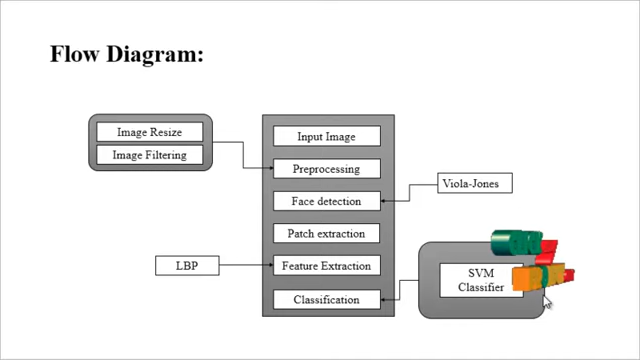 Flow Diagram:
Image Resize
Image Filtering
Input Image
Preprocessing
Face detection
Viola-Jones
Patch extraction
LBP
Feature Extraction
SVM
Classifier
Classification